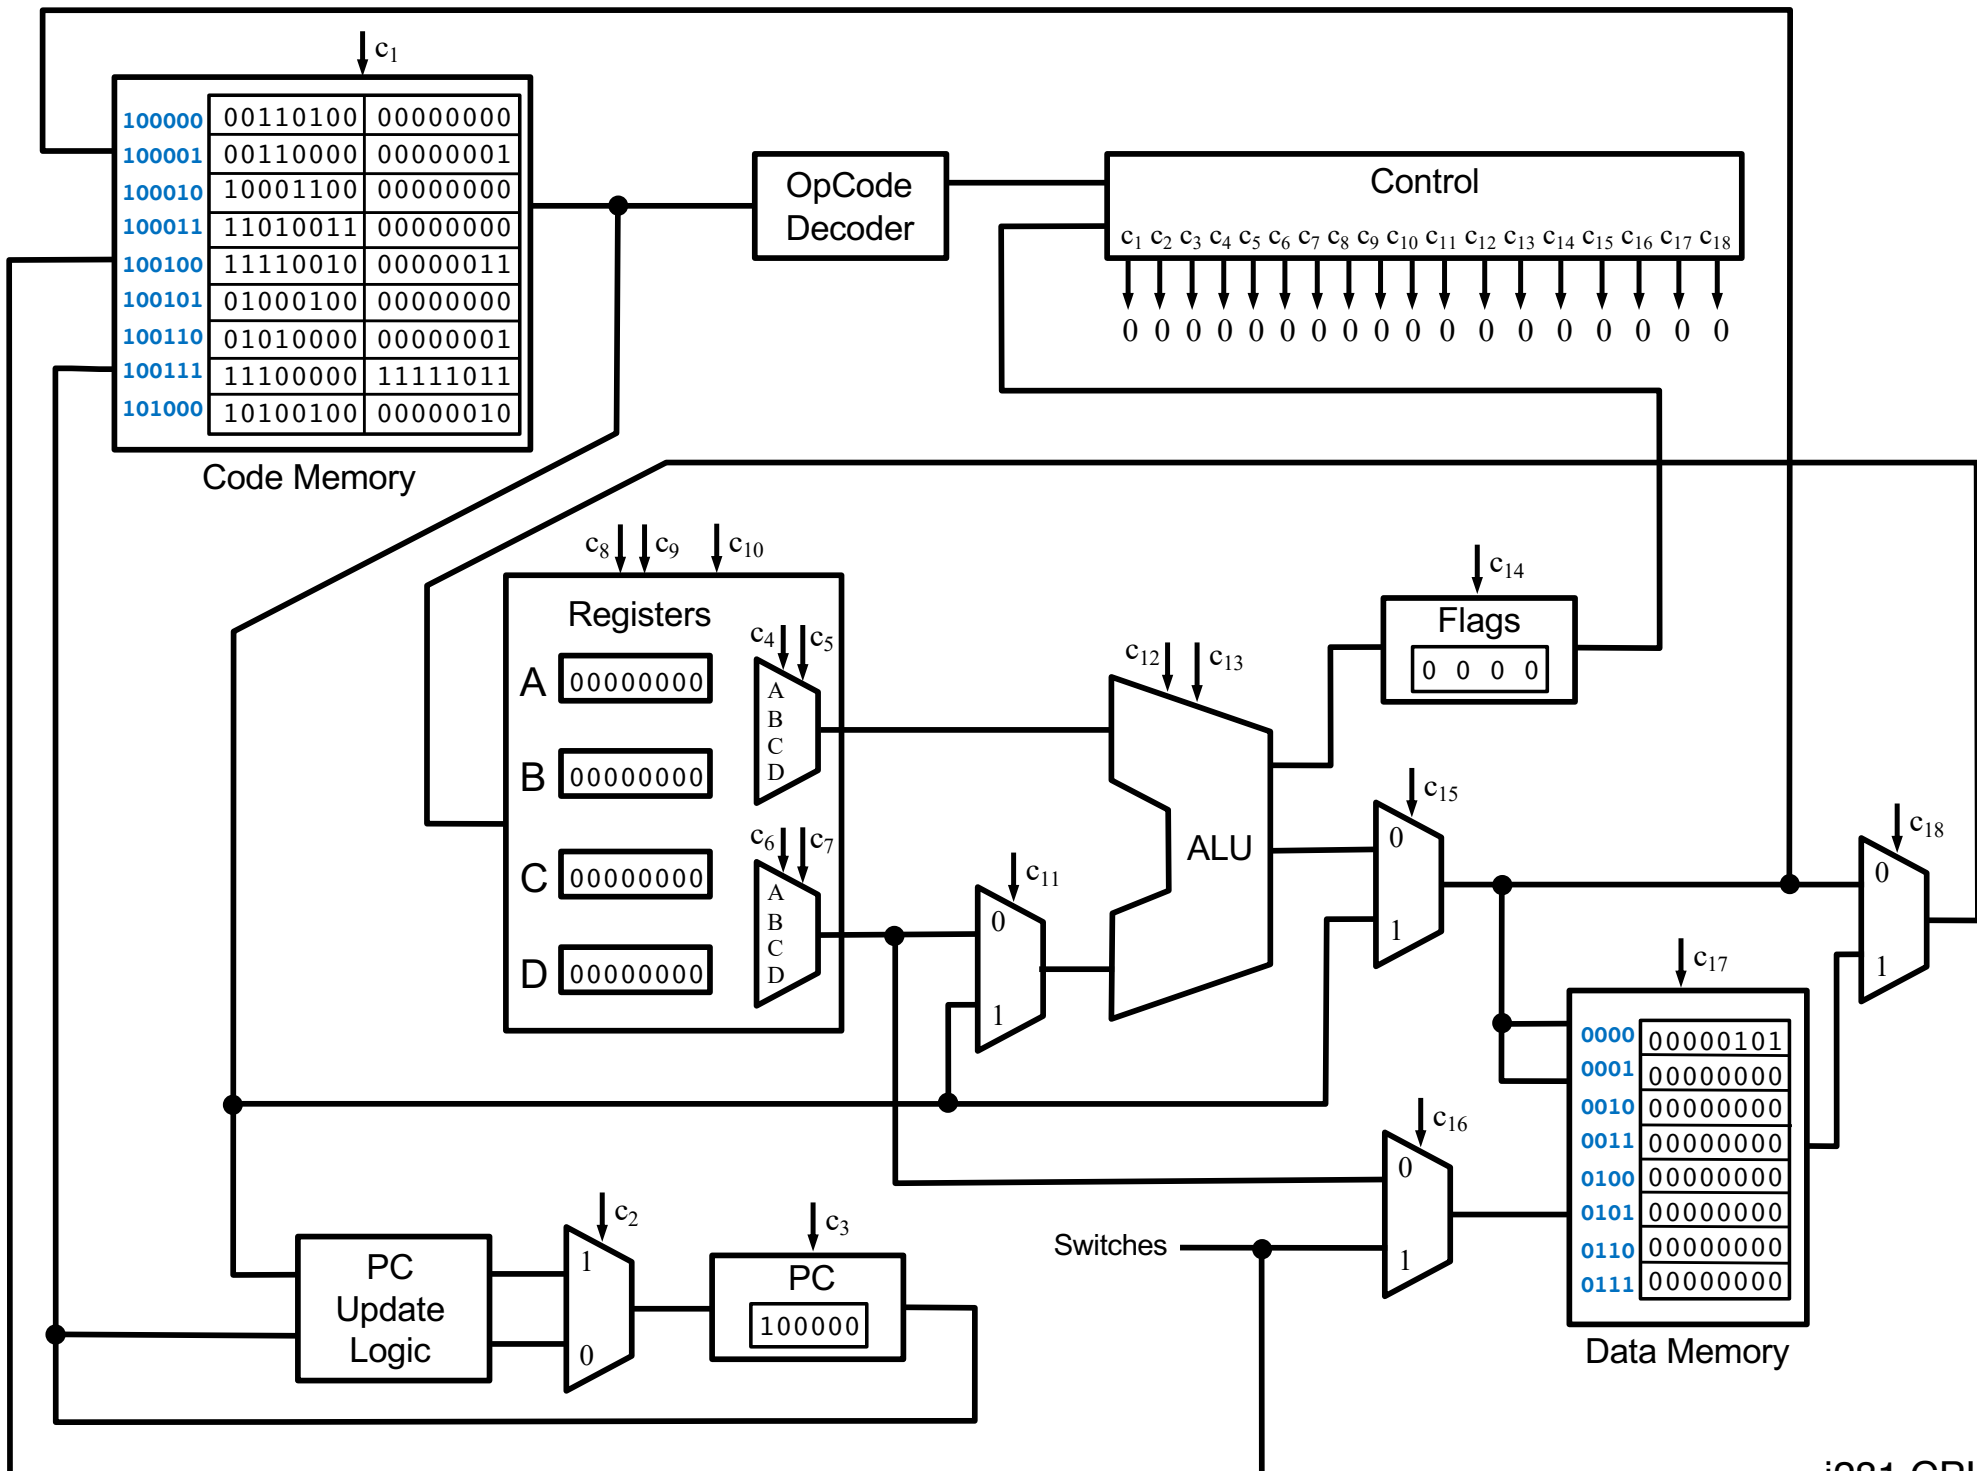 c1
100000 00110100 00000000
100001 00110000 00000001
100010 10001100 00000000
100011 11010011 00000000
100100 11110010 00000011
100101 01000100 00000000
100110 01010000 00000001
100111 11100000 11111011
101000 10100100 00000010
Code Memory
OpCode
Decoder
Control
c1 c2 c3 c4 c5 c6 c7 c8 c9 c10 c11 c12 c13 c14 c15 c16 c17 c18
0 0 0 0 0 0 0 0 0 0 0 0 0 0 0 0 0 0
c8 c9 c10
Registers
A 00000000
B 00000000
C 00000000
D 00000000
c4 c5
A
B
C
D
c6 c7
A
B
C
D
c11
0
1
c12 c13
ALU
c14
Flags
0 0 0 0
c15
0
1
c18
0
1
c17
0000 00000101
0001 00000000
0010 00000000
0011 00000000
0100 00000000
0101 00000000
0110 00000000
0111 00000000
Data Memory
c16
0
1
Switches
PC
Update
Logic
c2
1
0
c3
PC
100000